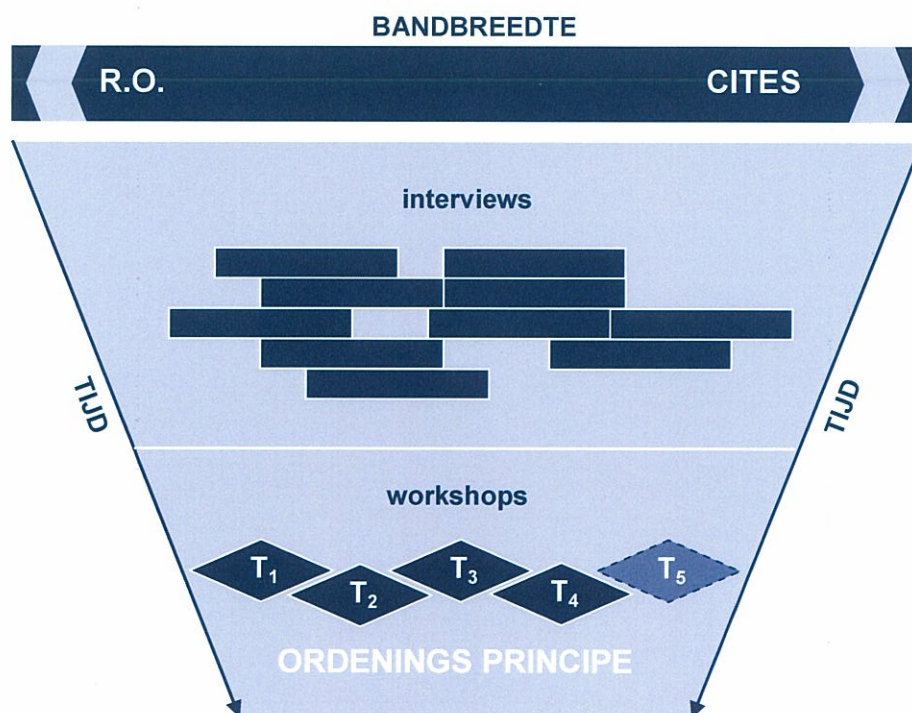 BANDBREEDTE
R.O. CITES
interviews
TIJD TIJD
workshops
T₁ T₂ T₃ T₄ T₅
ORDENINGS PRINCIPE